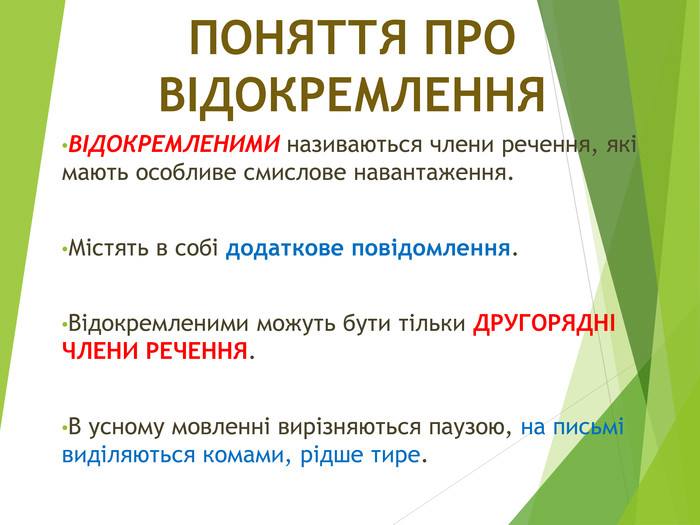 ПОНЯТТЯ ПРО
ВІДОКРЕМЛЕННЯ
•ВІДОКРЕМЛЕНИМИ називаються члени речення, які
мають особливе смислове навантаження.
•Містять в собі додаткове повідомлення.
•Відокремленими можуть бути тільки ДРУГОРЯДНІ
ЧЛЕНИ РЕЧЕННЯ.
•В усному мовленні вирізняються паузою, на письмі
виділяються комами, рідше тире.